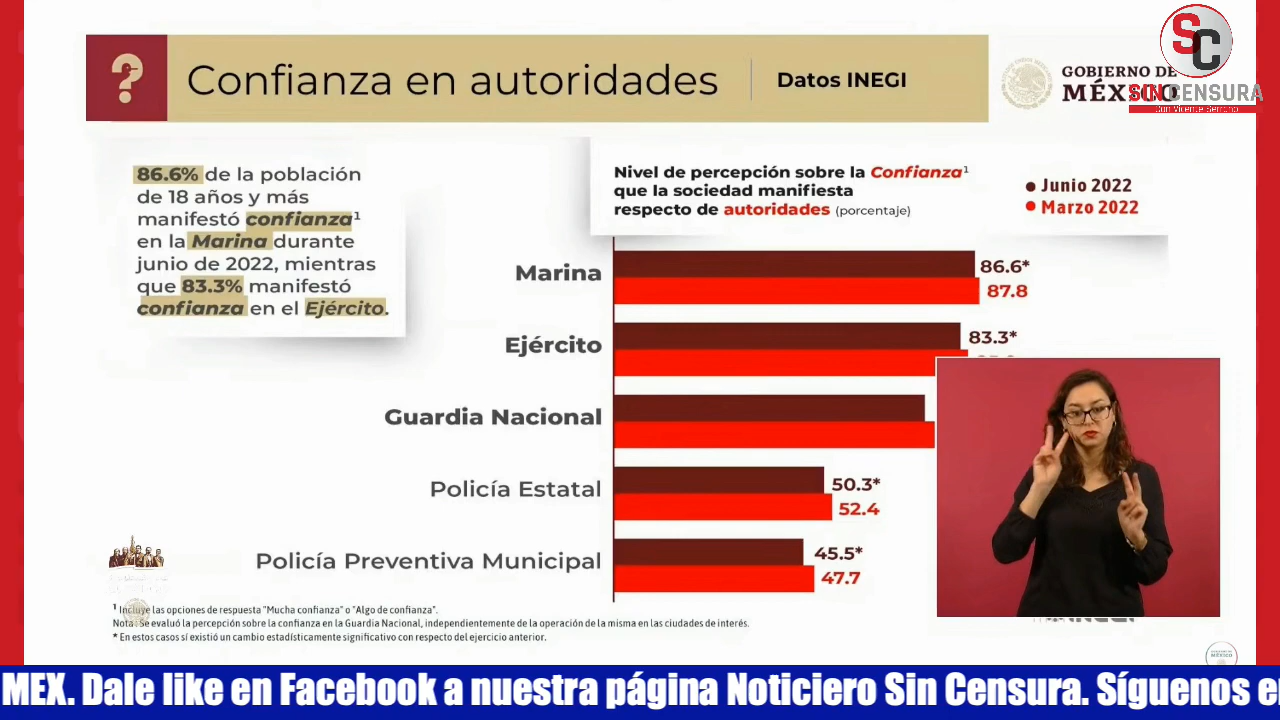 Confianza en autoridades
Datos INEGI
GOBIERNO DE
MÉXICO
SC
SIN CENSURA
Con Vicente Serrano
86.6% de la población
de 18 años y más
manifestó confianza¹
en la Marina durante
junio de 2022, mientras
que 83.3% manifestó
confianza en el Ejército.
Nivel de percepción sobre la Confianza¹
que la sociedad manifiesta
respecto de autoridades (porcentaje)
Junio 2022
Marzo 2022
Marina
86.6*
87.8
Ejército
83.3*
Guardia Nacional
Policía Estatal
50.3*
52.4
Policía Preventiva Municipal
45.5*
47.7
¹ Incluye las opciones de respuesta "Mucha confianza" o "Algo de confianza".
Nota: Se evaluó la percepción sobre la confianza en la Guardia Nacional, independientemente de la operación de la misma en las ciudades de interés.
* En estos casos sí existió un cambio estadísticamente significativo con respecto del ejercicio anterior.
MEX. Dale like en Facebook a nuestra página Noticiero Sin Censura. Síguenos